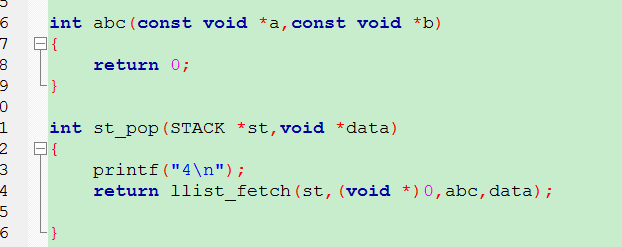 5
6 int abc(const void *a,const void *b)
7 {
8 return 0;
9 }
0
1 int st_pop(STACK *st,void *data)
2 {
3 printf("4\n");
4 return llist_fetch(st,(void *)0,abc,data);
5
6 }